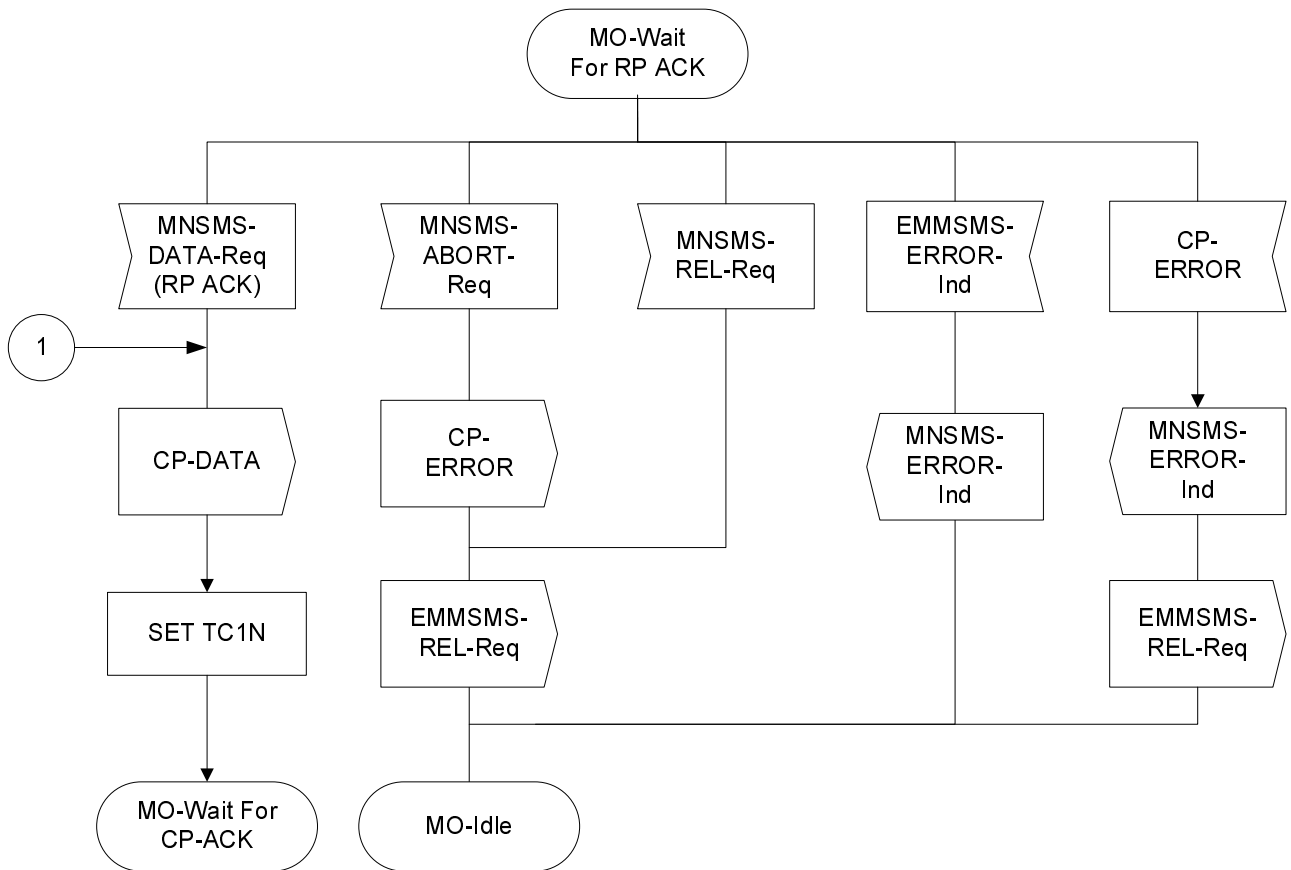 MO-Wait
For RP ACK
MNSMS-
DATA-Req
(RP ACK)
MNSMS-
ABORT-
Req
MNSMS-
REL-Req
EMMSMS-
ERROR-
Ind
CP-
ERROR
1
CP-DATA
CP-
ERROR
MNSMS-
ERROR-
Ind
MNSMS-
ERROR-
Ind
SET TC1N
EMMSMS-
REL-Req
EMMSMS-
REL-Req
MO-Wait For
CP-ACK
MO-Idle